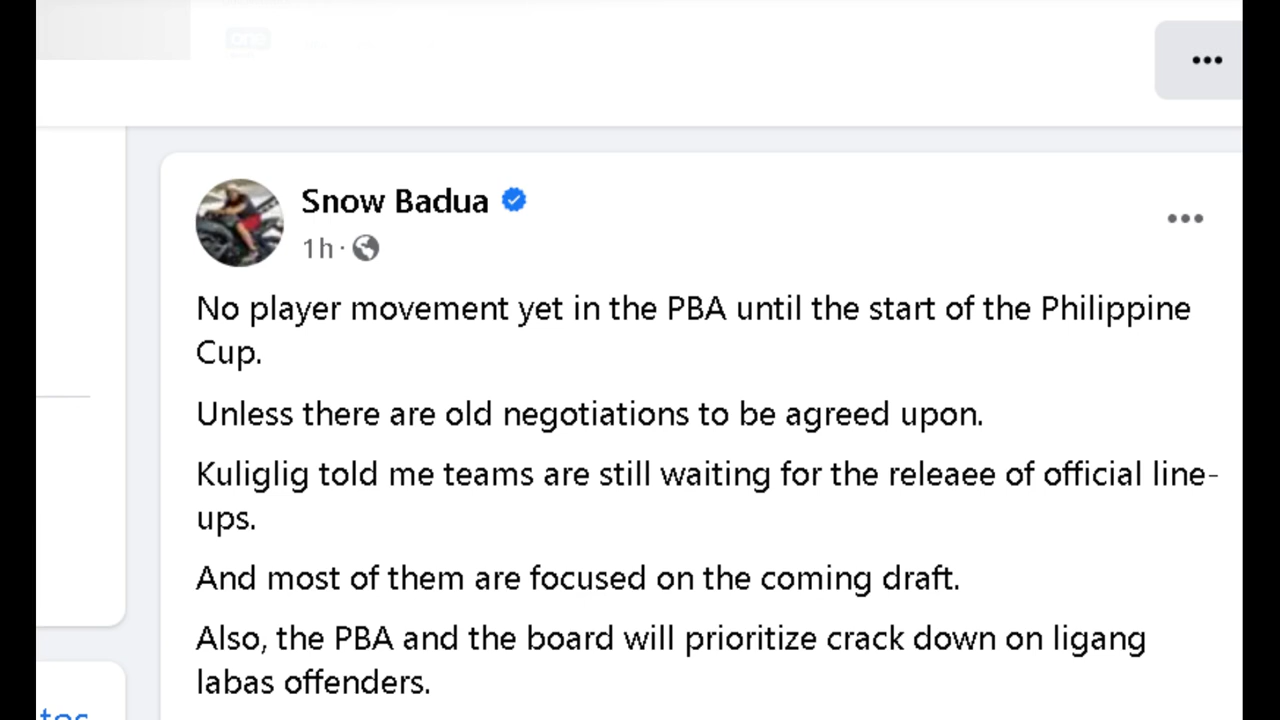 Snow Badua
1h ·
No player movement yet in the PBA until the start of the Philippine
Cup.
Unless there are old negotiations to be agreed upon.
Kuliglig told me teams are still waiting for the releaee of official line-
ups.
And most of them are focused on the coming draft.
Also, the PBA and the board will prioritize crack down on ligang
labas offenders.